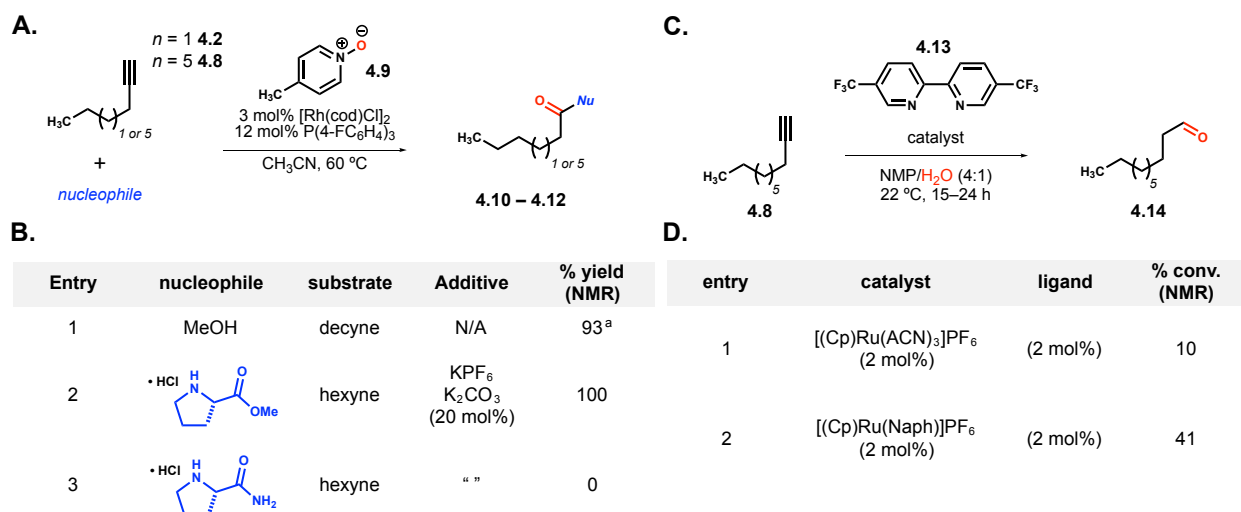 A.
n = 1 4.2
n = 5 4.8
H₃C
1 or 5
+
nucleophile
⊖
O
⊕
N
4.9
CH₃
3 mol% [Rh(cod)Cl]₂
12 mol% P(4-FC₆H₄)₃
CH₃CN, 60 ºC
O
Nu
H₃C
1 or 5
4.10 – 4.12
B.
Entry nucleophile substrate Additive % yield (NMR)
1 MeOH decyne N/A 93ᵃ
2 • HCl H N O OMe hexyne KPF₆ K₂CO₃ (20 mol%) 100
3 • HCl H N O NH₂ hexyne “ ” 0
C.
H₃C
5
4.8
4.13
F₃C
N
N
CF₃
catalyst
NMP/H₂O (4:1)
22 ºC, 15–24 h
O
H₃C
5
4.14
D.
entry catalyst ligand % conv. (NMR)
1 [(Cp)Ru(ACN)₃]PF₆ (2 mol%) (2 mol%) 10
2 [(Cp)Ru(Naph)]PF₆ (2 mol%) (2 mol%) 41